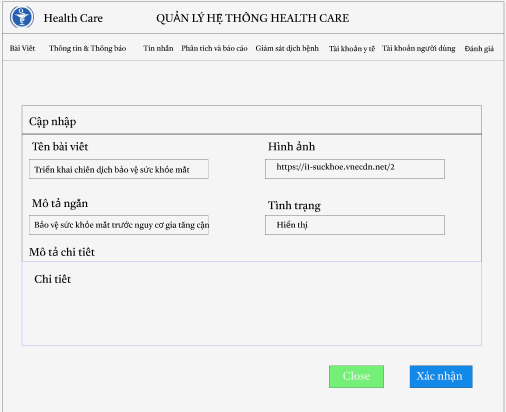 Health Care
QUẢN LÝ HỆ THỐNG HEALTH CARE
Bài Viết Thông tin & Thông báo Tin nhắn Phân tích và báo cáo Giám sát dịch bệnh Tài khoản y tế Tài khoản người dùng Đánh giá
Cập nhập
Tên bài viết Hình ảnh
Triển khai chiến dịch bảo vệ sức khỏe mắt https://i1-suckhoe.vnecdn.net/2
Mô tả ngắn Tình trạng
Bảo vệ sức khỏe mắt trước nguy cơ gia tăng cận Hiển thị
Mô tả chi tiết
Chi tiết
Close Xác nhận